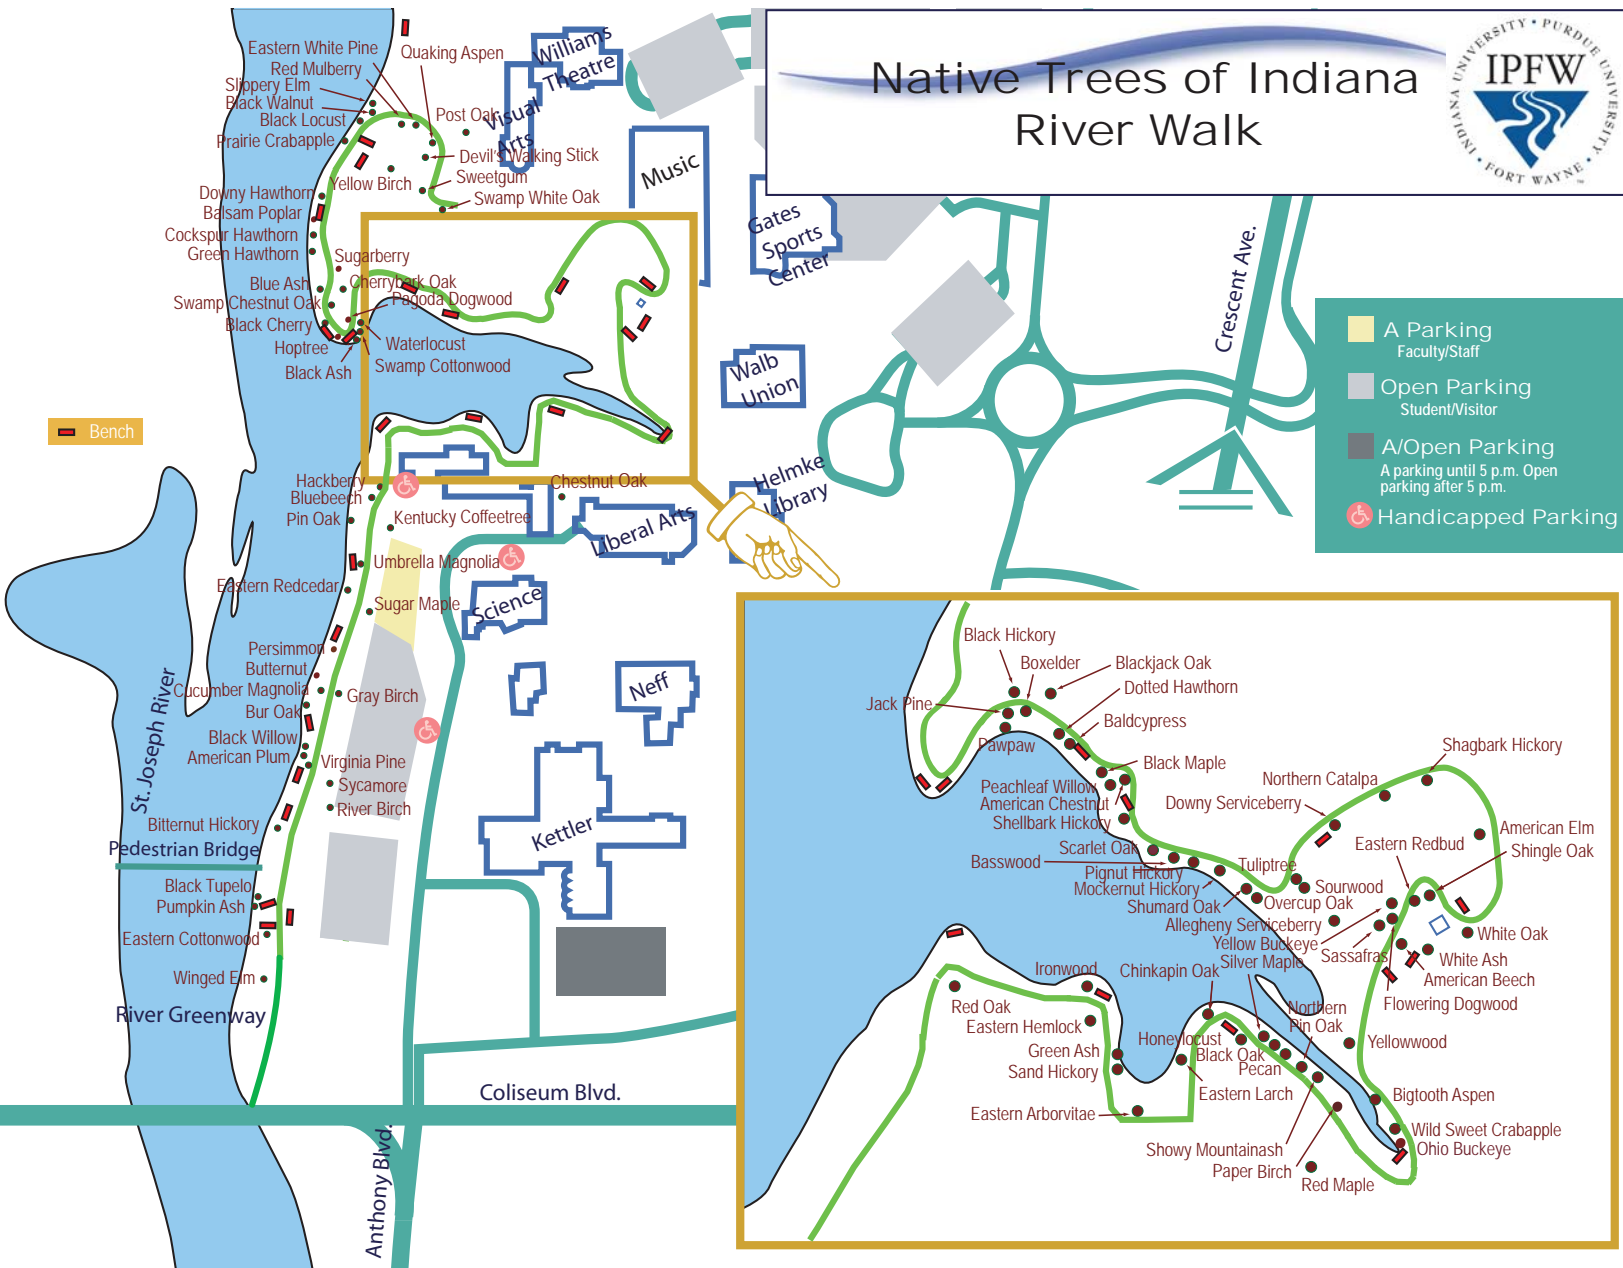 Native Trees of Indiana
River Walk
INDIANA UNIVERSITY • PURDUE UNIVERSITY • FORT WAYNE •
IPFW
Eastern White Pine
Red Mulberry
Slippery Elm
Black Walnut
Black Locust
Prairie Crabapple
Quaking Aspen
Post Oak
Devil's Walking Stick
Sweetgum
Swamp White Oak
Yellow Birch
Downy Hawthorn
Balsam Poplar
Cockspur Hawthorn
Green Hawthorn
Sugarberry
Blue Ash
Cherrybark Oak
Swamp Chestnut Oak
Pagoda Dogwood
Black Cherry
Hoptree
Black Ash
Waterlocust
Swamp Cottonwood
Williams
Theatre
Visual
Arts
Music
Gates
Sports
Center
Walb
Union
Helmke
Library
Liberal Arts
Science
Neff
Kettler
Crescent Ave.
A Parking
Faculty/Staff
Open Parking
Student/Visitor
A/Open Parking
A parking until 5 p.m. Open
parking after 5 p.m.
Handicapped Parking
Bench
Hackberry
Bluebeech
Pin Oak
Chestnut Oak
Kentucky Coffeetree
Umbrella Magnolia
Eastern Redcedar
Sugar Maple
Persimmon
Butternut
Cucumber Magnolia
Gray Birch
Bur Oak
Black Willow
American Plum
Virginia Pine
Sycamore
River Birch
Bitternut Hickory
St. Joseph River
Pedestrian Bridge
Black Tupelo
Pumpkin Ash
Eastern Cottonwood
Winged Elm
River Greenway
Coliseum Blvd.
Anthony Blvd.
Black Hickory
Boxelder
Blackjack Oak
Dotted Hawthorn
Jack Pine
Baldcypress
Pawpaw
Black Maple
Peachleaf Willow
American Chestnut
Shellbark Hickory
Scarlet Oak
Basswood
Pignut Hickory
Mockernut Hickory
Shumard Oak
Tuliptree
Sourwood
Overcup Oak
Allegheny Serviceberry
Yellow Buckeye
Silver Maple
Sassafras
Shagbark Hickory
Northern Catalpa
Downy Serviceberry
American Elm
Eastern Redbud
Shingle Oak
White Oak
White Ash
American Beech
Flowering Dogwood
Ironwood
Chinkapin Oak
Red Oak
Eastern Hemlock
Green Ash
Sand Hickory
Eastern Arborvitae
Honeylocust
Black Oak
Pecan
Eastern Larch
Northern
Pin Oak
Yellowwood
Bigtooth Aspen
Wild Sweet Crabapple
Ohio Buckeye
Showy Mountainash
Paper Birch
Red Maple